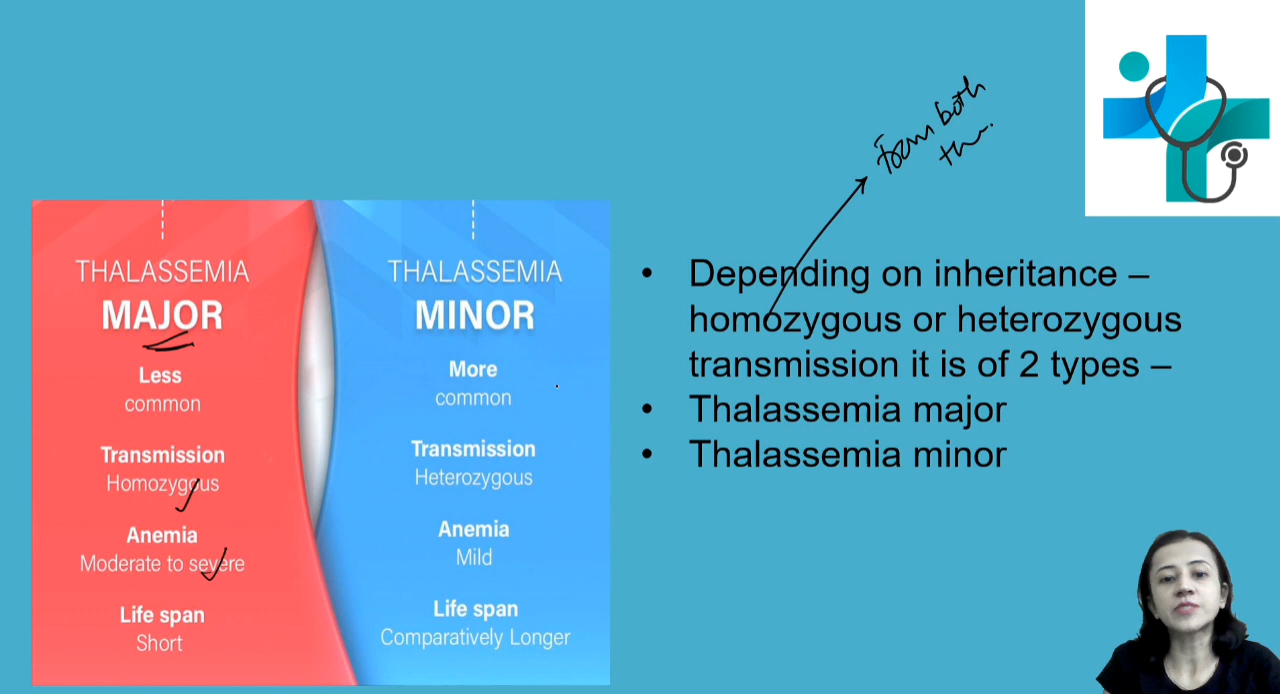 from both
THALASSEMIA
MAJOR
Less
common
Transmission
Homozygous
Anemia
Moderate to severe
Life span
Short
THALASSEMIA
MINOR
More
common
Transmission
Heterozygous
Anemia
Mild
Life span
Comparatively Longer
• Depending on inheritance –
homozygous or heterozygous
transmission it is of 2 types –
• Thalassemia major
• Thalassemia minor